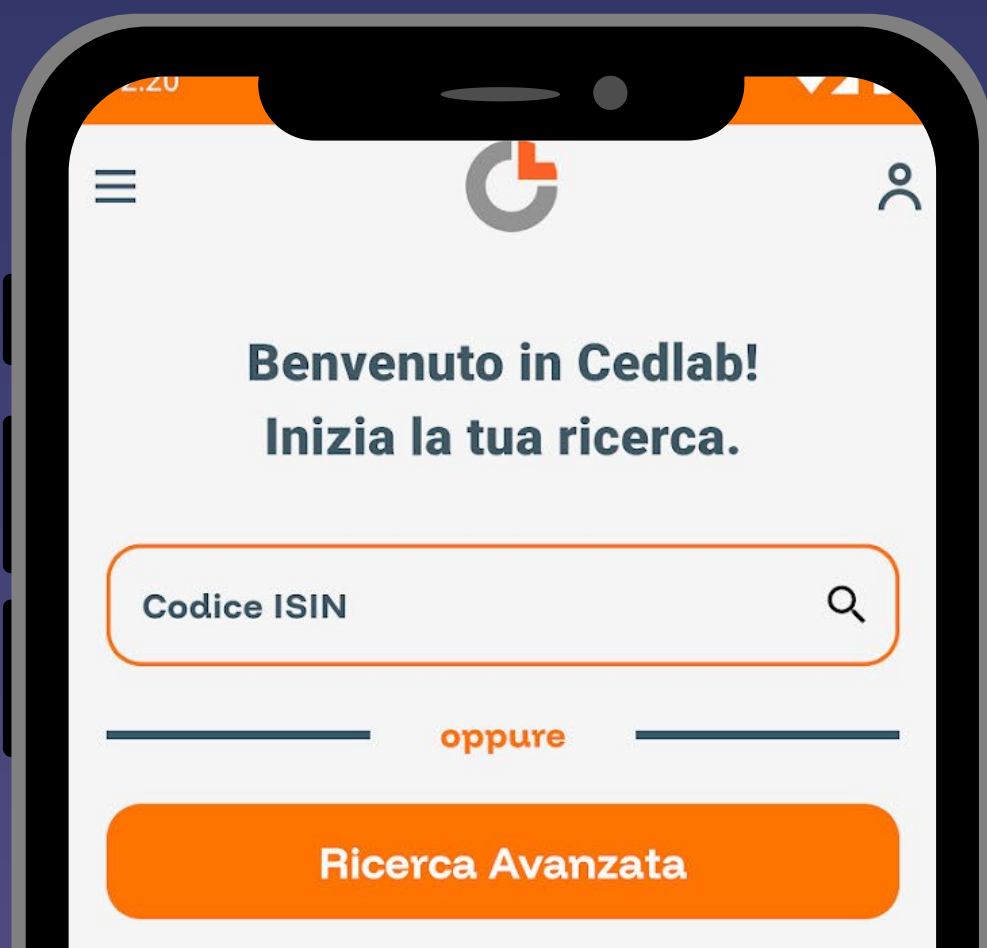 Benvenuto in Cedlab!
Inizia la tua ricerca.
Codice ISIN
oppure
Ricerca Avanzata